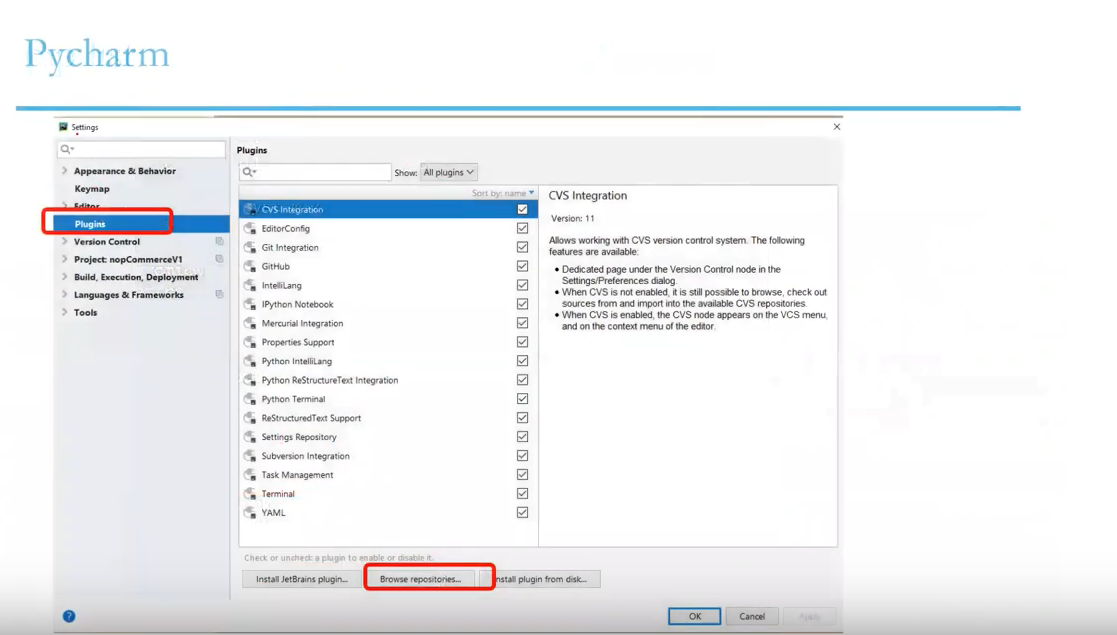 Pycharm
Settings
Plugins
Show: All plugins
Appearance & Behavior
Keymap
Editor
Plugins
Version Control
Project: nopCommerceV1
Build, Execution, Deployment
Languages & Frameworks
Tools
Sort by: name
CVS Integration
EditorConfig
Git Integration
GitHub
IntelliLang
IPython Notebook
Mercurial Integration
Properties Support
Python IntelliLang
Python ReStructureText Integration
Python Terminal
ReStructuredText Support
Settings Repository
Subversion Integration
Task Management
Terminal
YAML
CVS Integration
Version: 11
Allows working with CVS version control system. The following
features are available:
• Dedicated page under the Version Control node in the
Settings/Preferences dialog.
• When CVS is not enabled, it is still possible to browse, check out
sources from and import into the available CVS repositories.
• When CVS is enabled, the CVS node appears on the VCS menu,
and on the context menu of the editor.
Check or uncheck a plugin to enable or disable it.
Install JetBrains plugin... Browse repositories... Install plugin from disk...
? OK Cancel Apply